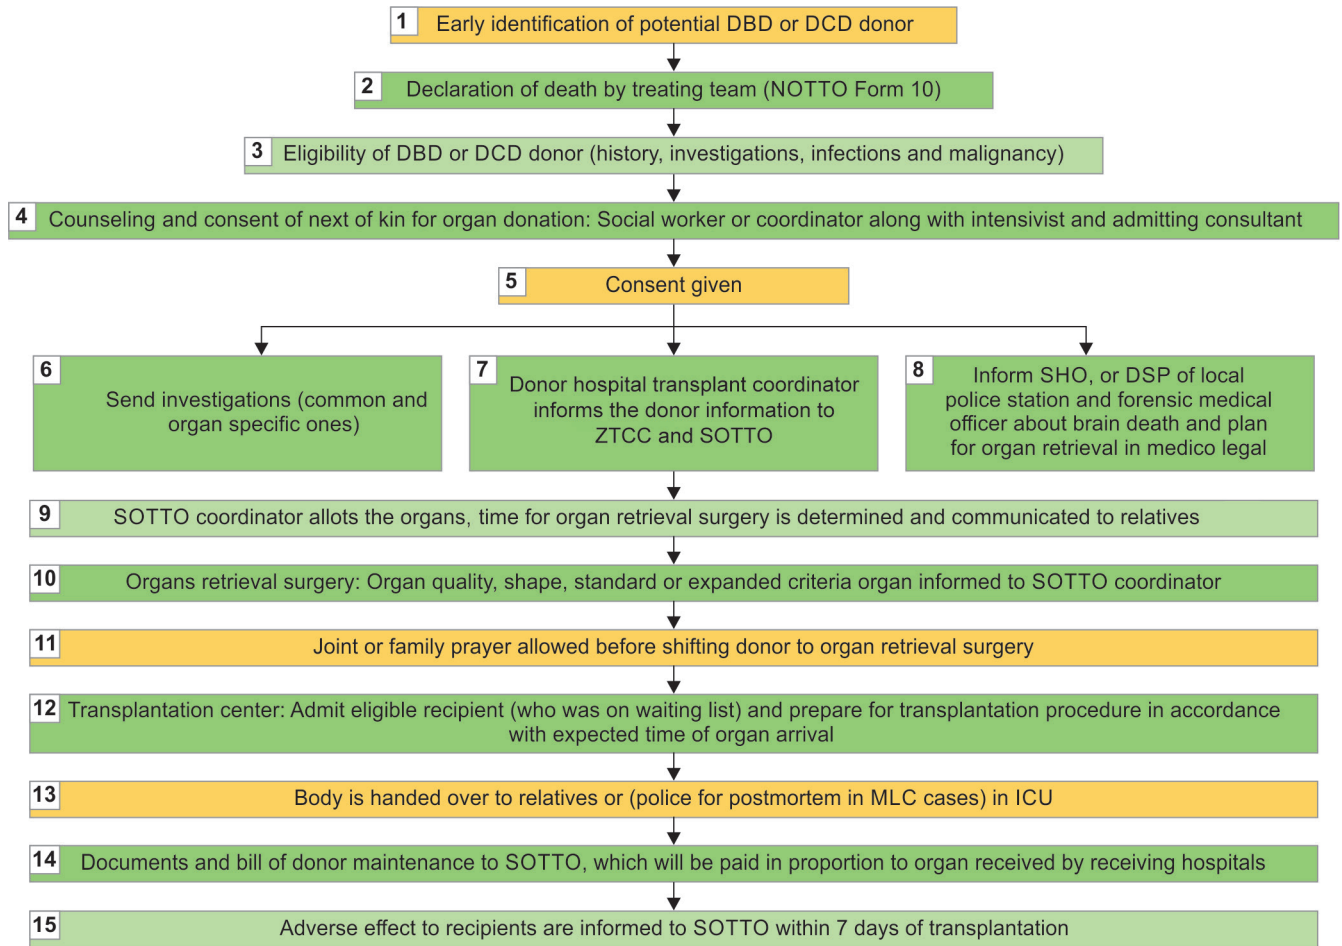 1 Early identification of potential DBD or DCD donor
2 Declaration of death by treating team (NOTTO Form 10)
3 Eligibility of DBD or DCD donor (history, investigations, infections and malignancy)
4 Counseling and consent of next of kin for organ donation: Social worker or coordinator along with intensivist and admitting consultant
5 Consent given
6
Send investigations (common and
organ specific ones)
7
Donor hospital transplant coordinator
informs the donor information to
ZTCC and SOTTO
8
Inform SHO, or DSP of local
police station and forensic medical
officer about brain death and plan
for organ retrieval in medico legal
9 SOTTO coordinator allots the organs, time for organ retrieval surgery is determined and communicated to relatives
10 Organs retrieval surgery: Organ quality, shape, standard or expanded criteria organ informed to SOTTO coordinator
11 Joint or family prayer allowed before shifting donor to organ retrieval surgery
12 Transplantation center: Admit eligible recipient (who was on waiting list) and prepare for transplantation procedure in accordance
with expected time of organ arrival
13 Body is handed over to relatives or (police for postmortem in MLC cases) in ICU
14 Documents and bill of donor maintenance to SOTTO, which will be paid in proportion to organ received by receiving hospitals
15 Adverse effect to recipients are informed to SOTTO within 7 days of transplantation